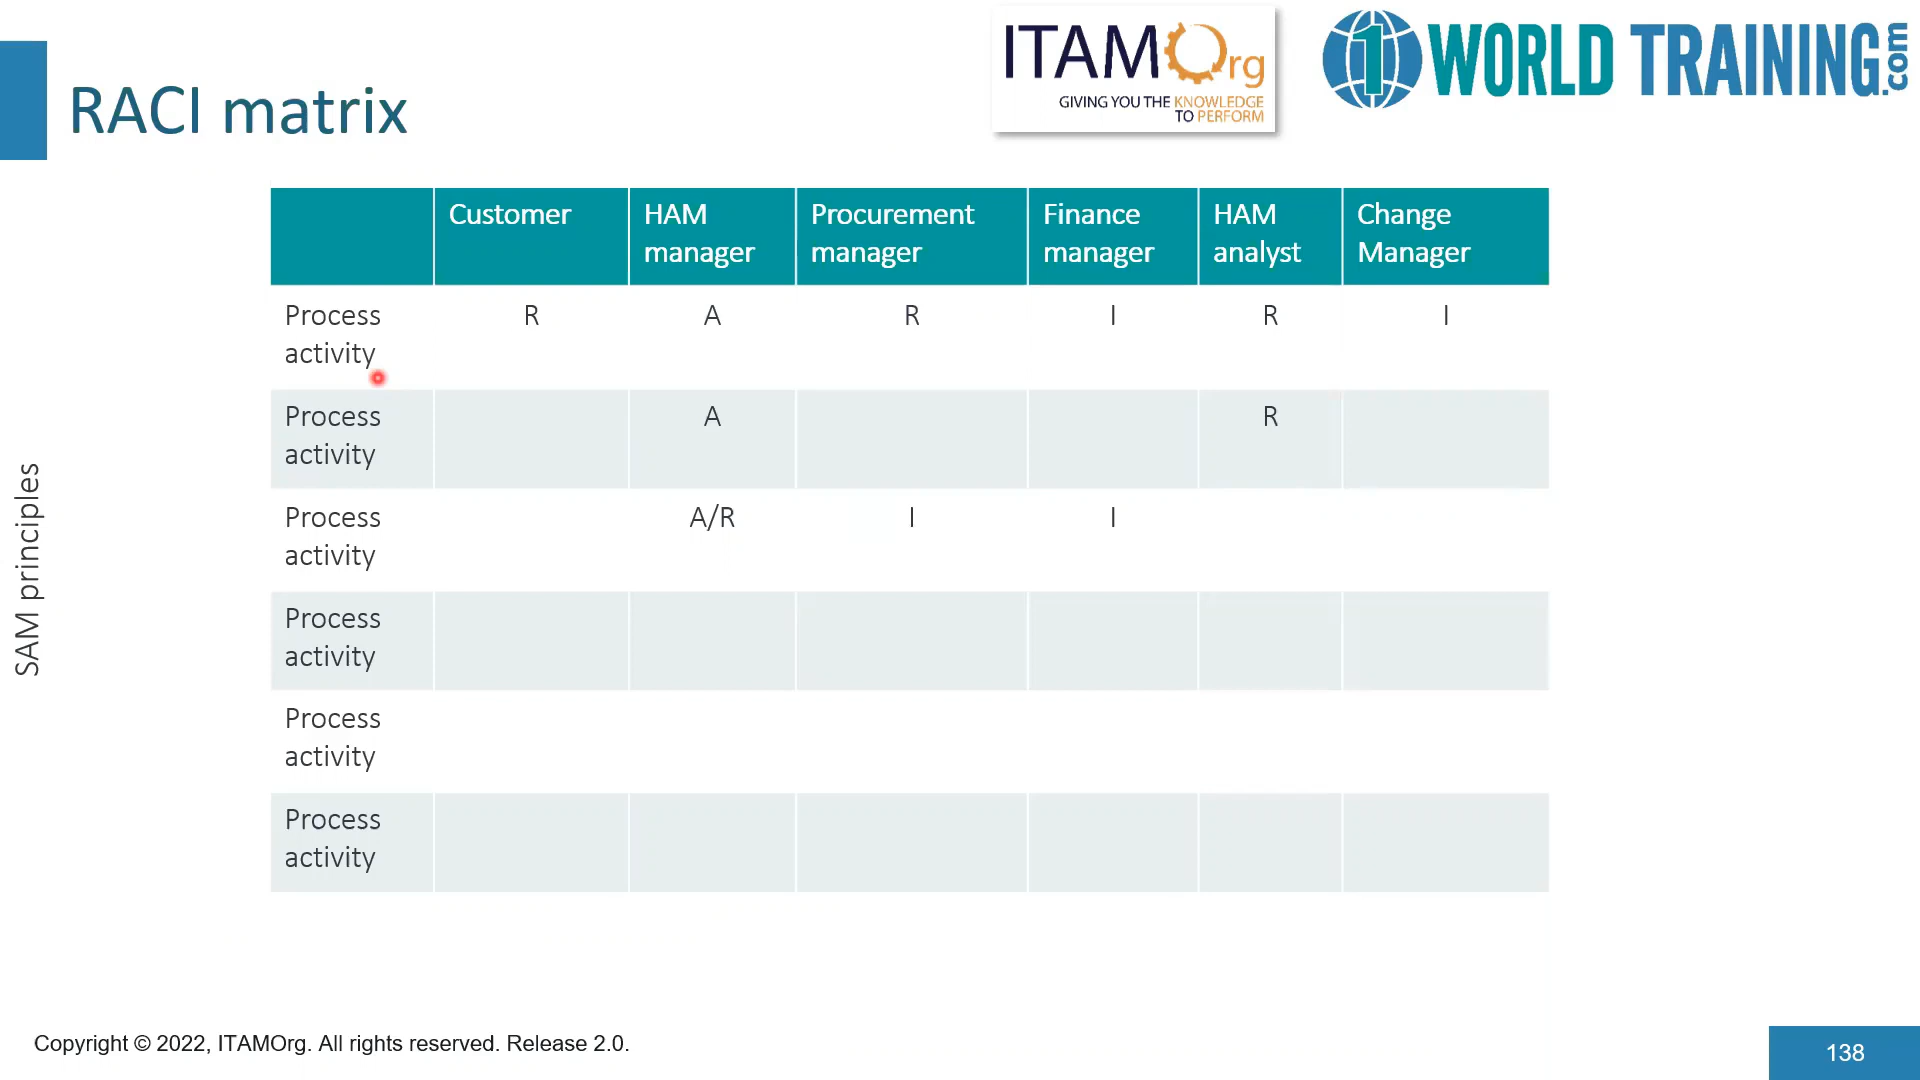 ITAMOrg
GIVING YOU THE KNOWLEDGE
TO PERFORM
1 WORLD TRAINING.com
RACI matrix
Customer
HAM
manager
Procurement
manager
Finance
manager
HAM
analyst
Change
Manager
Process
activity
R
A
R
I
R
I
Process
activity
A
R
Process
activity
A/R
I
I
Process
activity
Process
activity
Process
activity
SAM principles
Copyright © 2022, ITAMOrg. All rights reserved. Release 2.0.
138